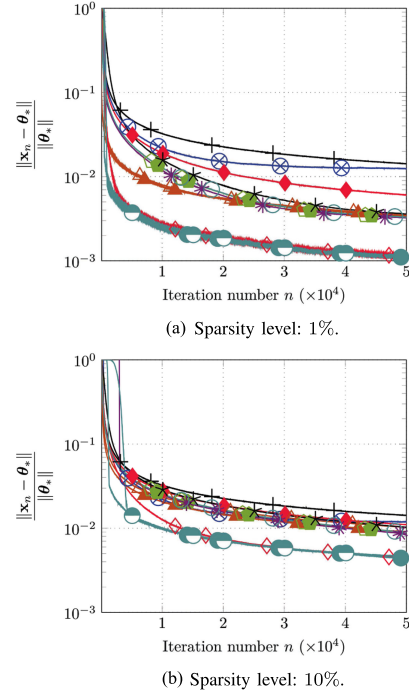 10^0
10^-1
10^-2
10^-3
‖x_n − θ_*‖
‖θ_*‖
1 2 3 4 5
Iteration number n (×10^4)
(a) Sparsity level: 1%.
10^0
10^-1
10^-2
10^-3
‖x_n − θ_*‖
‖θ_*‖
1 2 3 4 5
Iteration number n (×10^4)
(b) Sparsity level: 10%.